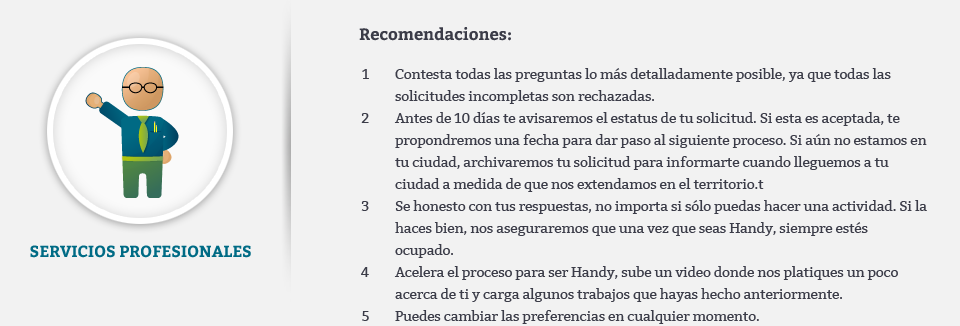 Recomendaciones:
1 Contesta todas las preguntas lo más detalladamente posible, ya que todas las
solicitudes incompletas son rechazadas.
2 Antes de 10 días te avisaremos el estatus de tu solicitud. Si esta es aceptada, te
propondremos una fecha para dar paso al siguiente proceso. Si aún no estamos en
tu ciudad, archivaremos tu solicitud para informarte cuando lleguemos a tu
ciudad a medida de que nos extendamos en el territorio.t
3 Se honesto con tus respuestas, no importa si sólo puedas hacer una actividad. Si la
haces bien, nos aseguraremos que una vez que seas Handy, siempre estés
ocupado.
4 Acelera el proceso para ser Handy, sube un video donde nos platiques un poco
acerca de ti y carga algunos trabajos que hayas hecho anteriormente.
5 Puedes cambiar las preferencias en cualquier momento.
SERVICIOS PROFESIONALES